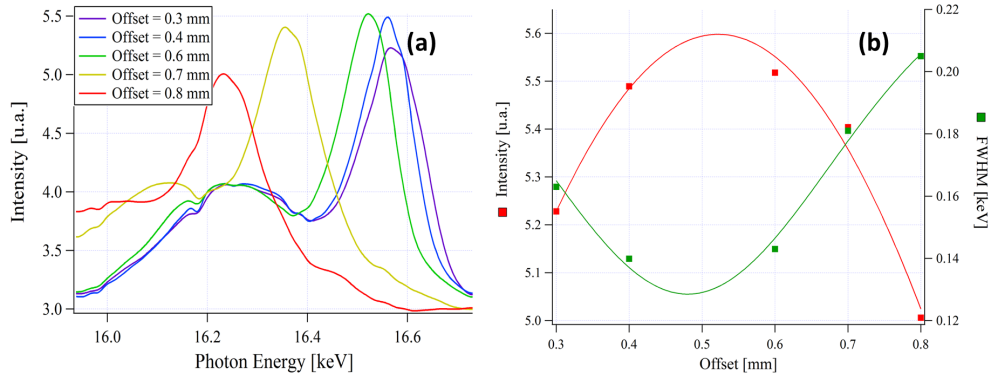 Offset = 0.3 mm
Offset = 0.4 mm
Offset = 0.6 mm
Offset = 0.7 mm
Offset = 0.8 mm
(a)
5.5
5.0
4.5
4.0
3.5
3.0
Intensity [u.a.]
16.0 16.2 16.4 16.6
Photon Energy [keV]
(b)
5.6
5.5
5.4
5.3
5.2
5.1
5.0
Intensity [u.a.]
0.22
0.20
0.18
0.16
0.14
0.12
FWHM [keV]
0.3 0.4 0.5 0.6 0.7 0.8
Offset [mm]